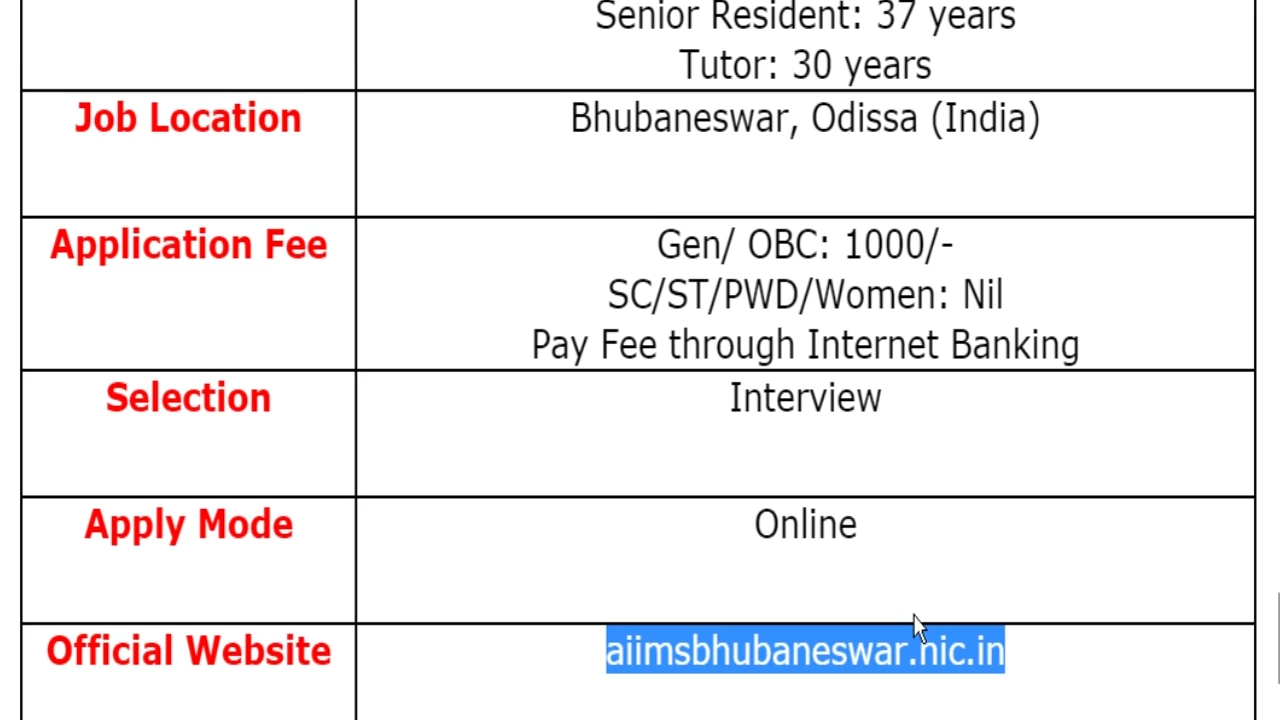 Senior Resident: 37 years
Tutor: 30 years
Job Location
Bhubaneswar, Odissa (India)
Application Fee
Gen/ OBC: 1000/-
SC/ST/PWD/Women: Nil
Pay Fee through Internet Banking
Selection
Interview
Apply Mode
Online
Official Website
aiimsbhubaneswar.nic.in